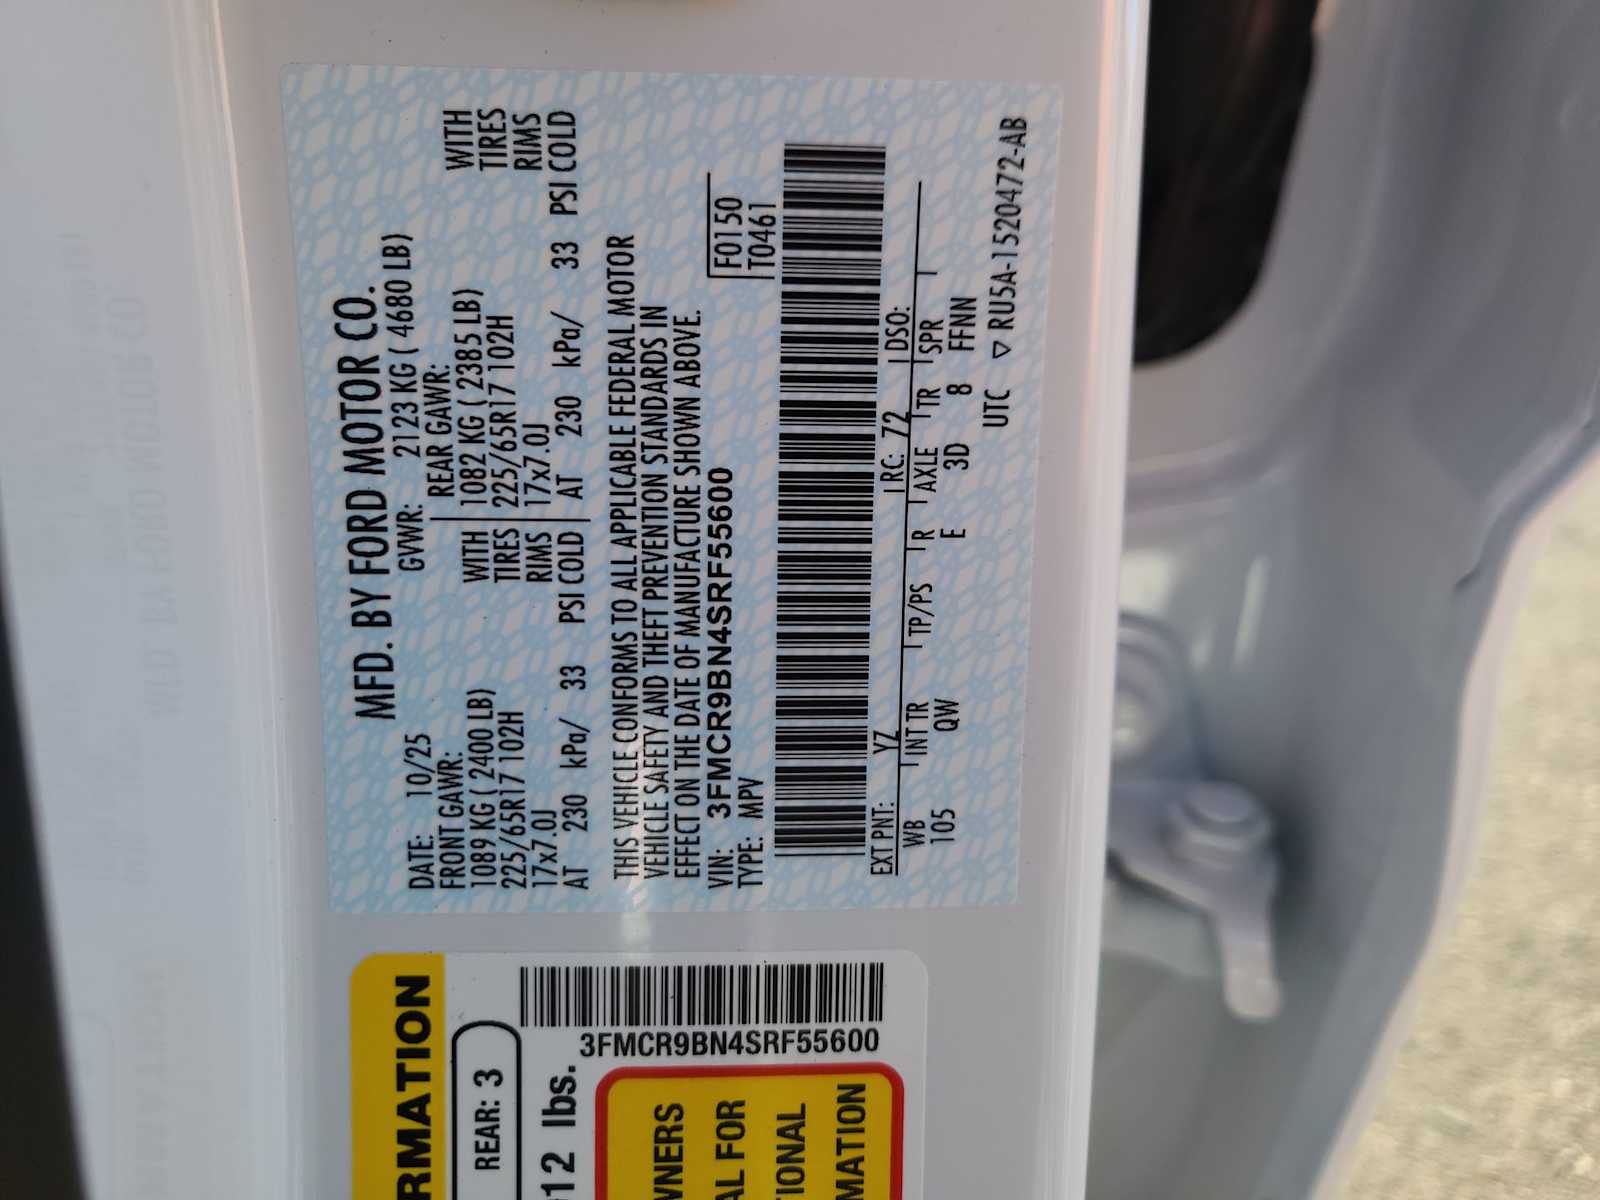 MFD. BY FORD MOTOR CO.
DATE: 10/25 GVWR: 2123 KG ( 4680 LB)
FRONT GAWR: REAR GAWR:
1089 KG ( 2400 LB) WITH 1082 KG ( 2385 LB) WITH
225/65R17 102H TIRES 225/65R17 102H TIRES
17x7.0J RIMS 17x7.0J RIMS
AT 230 kPa/ 33 PSI COLD AT 230 kPa/ 33 PSI COLD
THIS VEHICLE CONFORMS TO ALL APPLICABLE FEDERAL MOTOR
VEHICLE SAFETY AND THEFT PREVENTION STANDARDS IN
EFFECT ON THE DATE OF MANUFACTURE SHOWN ABOVE.
VIN: 3FMCR9BN4SRF55600 F0150
TYPE: MPV T0461
EXT PNT: YZ RC: 72 DSO:
WB INT TR TP/PS R AXLE TR SPR
105 QW E 3D 8 FFNN
UTC ▽ RU5A-1520472-AB
RMATION
REAR: 3
12 lbs.
3FMCR9BN4SRF55600
WNERS
AL FOR
TIONAL
MATION